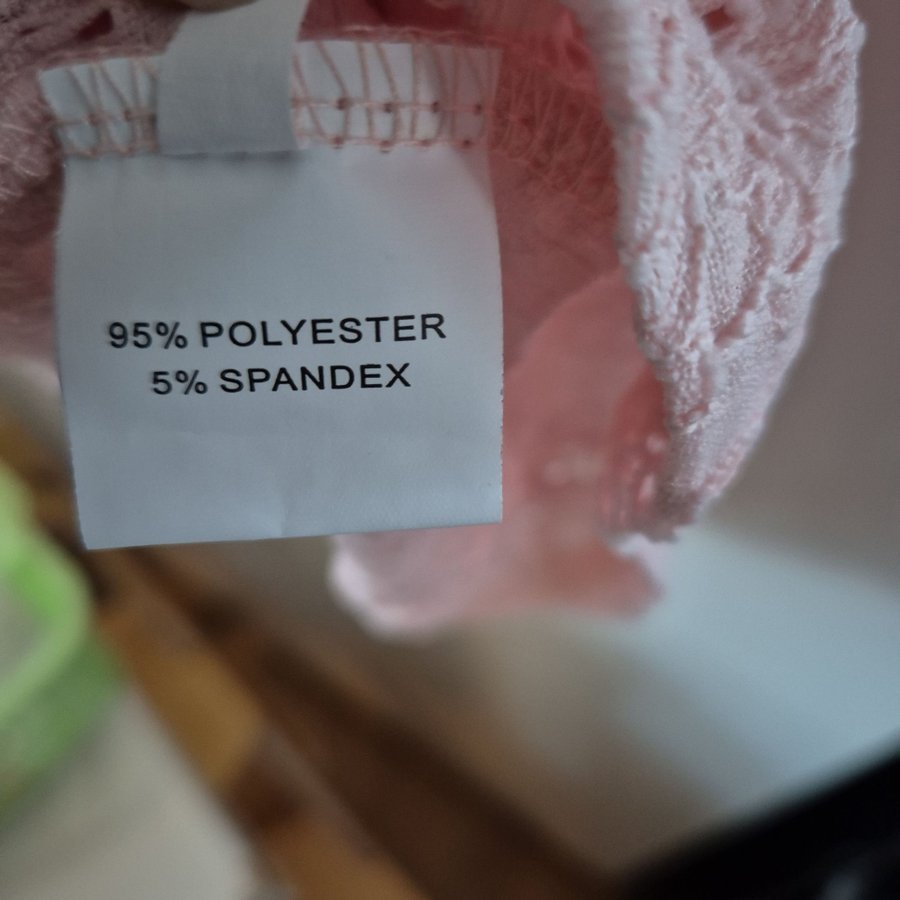 95% POLYESTER
5% SPANDEX